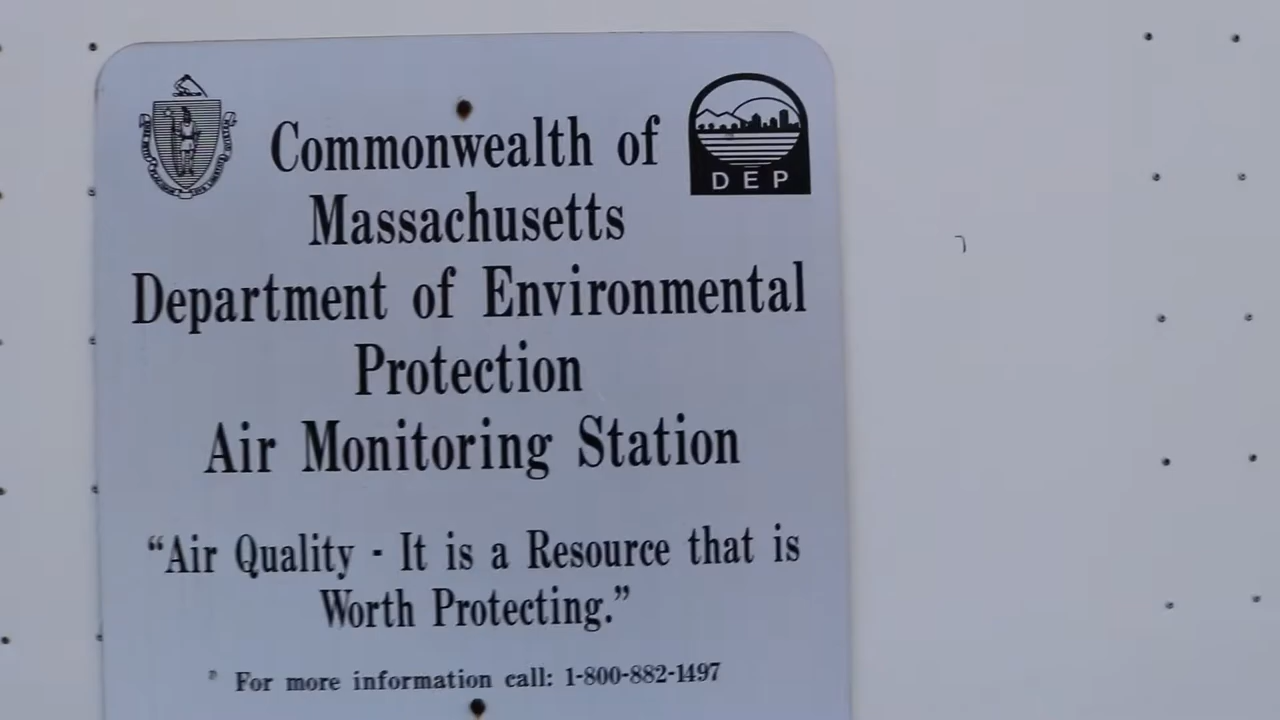 Commonwealth of
Massachusetts
DEP
Department of Environmental
Protection
Air Monitoring Station
“Air Quality - It is a Resource that is
Worth Protecting.”
For more information call: 1-800-882-1497